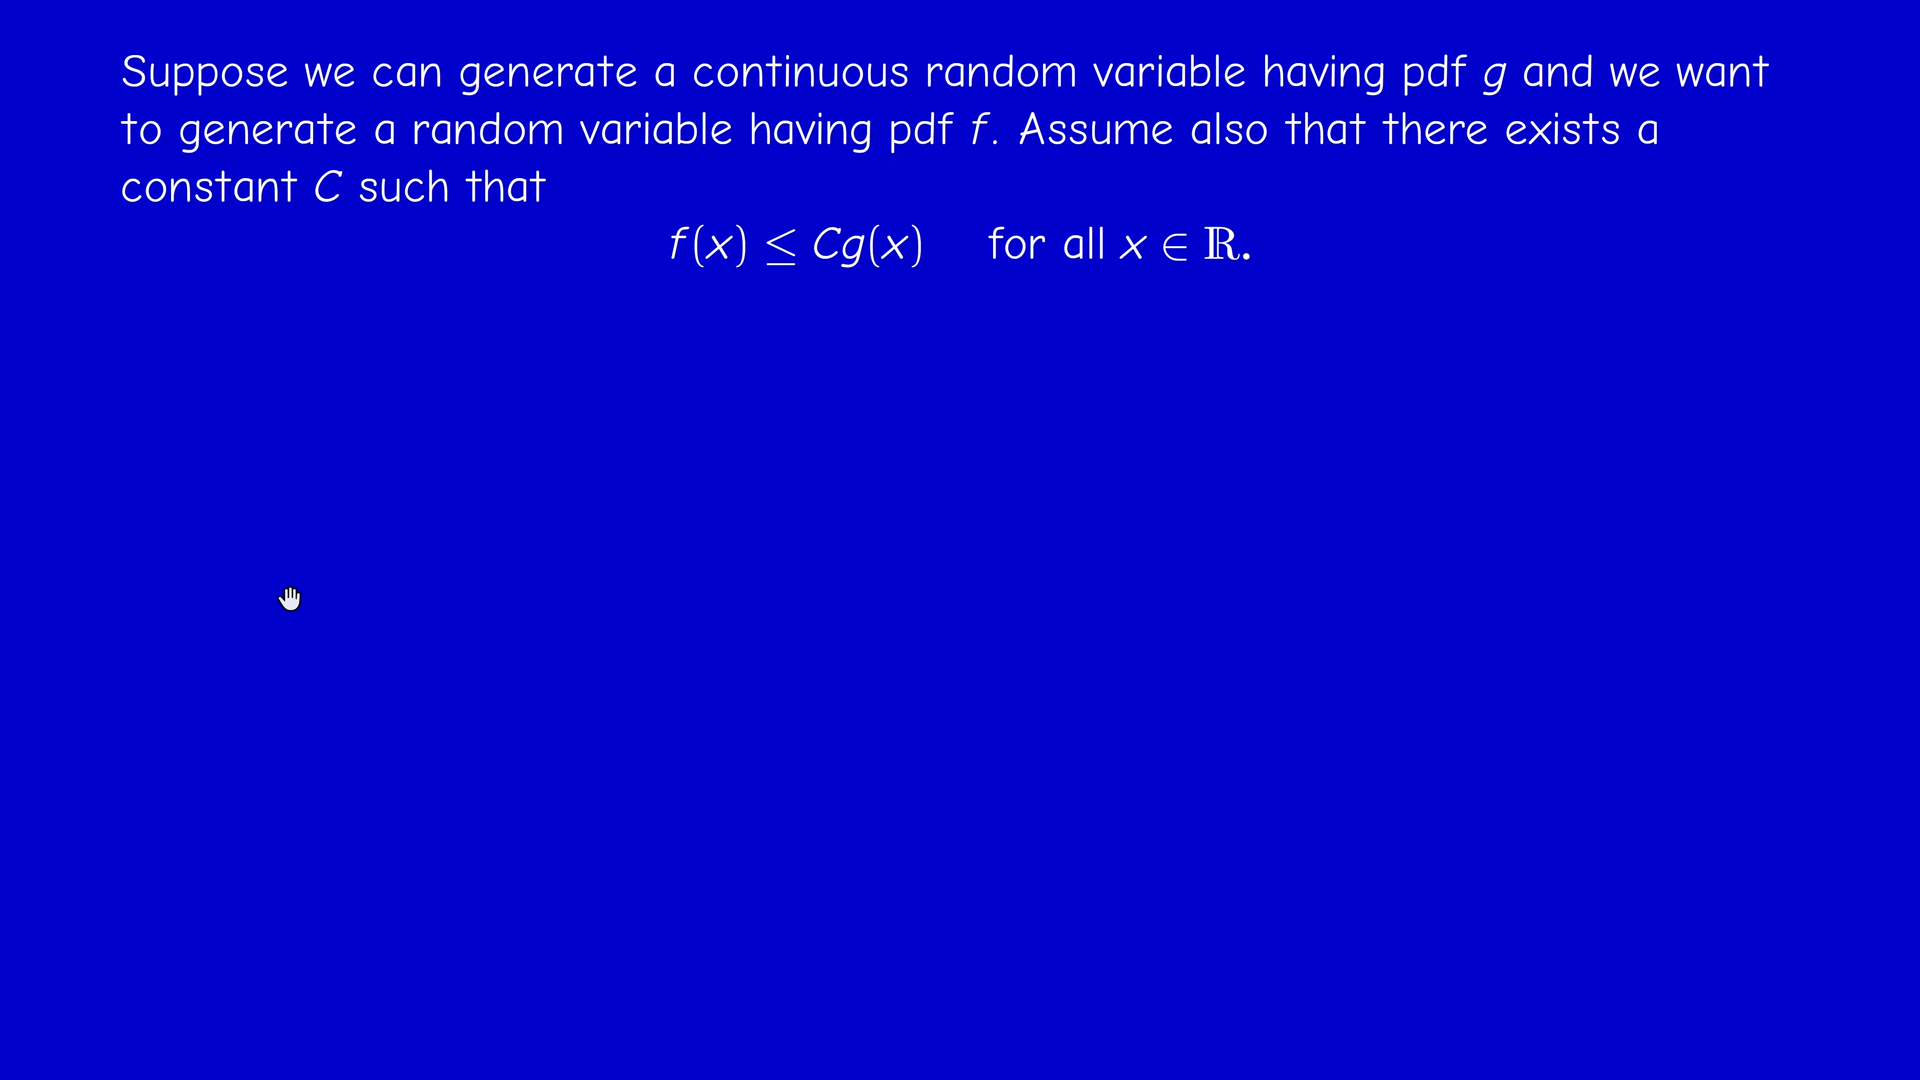 Suppose we can generate a continuous random variable having pdf g and we want
to generate a random variable having pdf f. Assume also that there exists a
constant C such that
f(x) ≤ Cg(x) for all x ∈ ℝ.